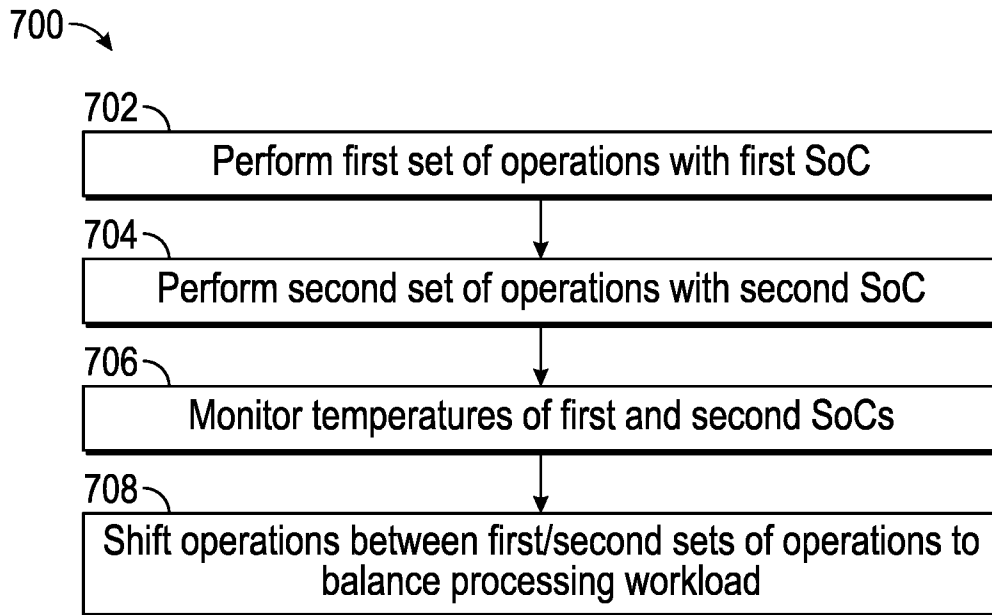 700
702
Perform first set of operations with first SoC
704
Perform second set of operations with second SoC
706
Monitor temperatures of first and second SoCs
708
Shift operations between first/second sets of operations to
balance processing workload